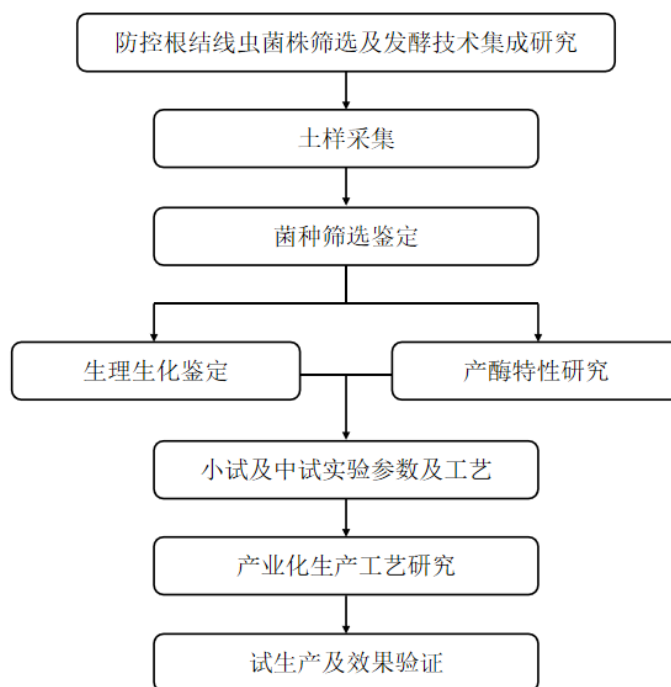 防控根结线虫菌株筛选及发酵技术集成研究
土样采集
菌种筛选鉴定
生理生化鉴定
产酶特性研究
小试及中试实验参数及工艺
产业化生产工艺研究
试生产及效果验证